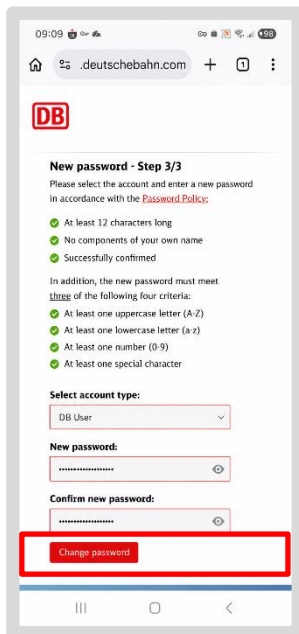 09:09
98
.deutschebahn.com
1
DB
New password - Step 3/3
Please select the account and enter a new password
in accordance with the Password Policy:
At least 12 characters long
No components of your own name
Successfully confirmed
In addition, the new password must meet
three of the following four criteria:
At least one uppercase letter (A-Z)
At least one lowercase letter (a-z)
At least one number (0-9)
At least one special character
Select account type:
DB User
New password:
••••••••••••••••••
Confirm new password:
••••••••••••••••••
Change password